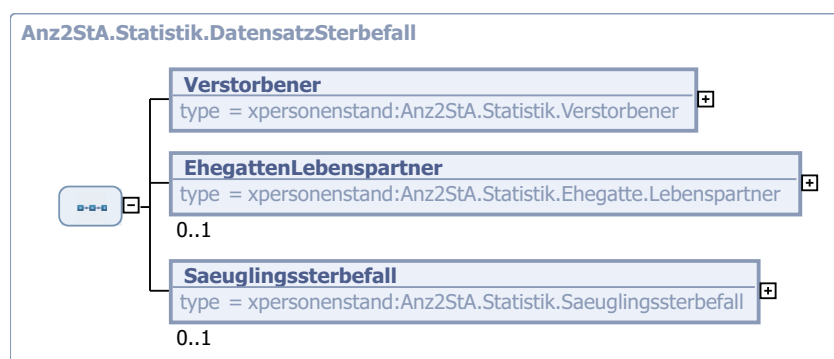 Anz2StA.Statistik.DatensatzSterbefall
Verstorbener
type = xpersonenstand:Anz2StA.Statistik.Verstorbener
EhegattenLebenspartner
type = xpersonenstand:Anz2StA.Statistik.Ehegatte.Lebenspartner
0..1
Saeuglingssterbefall
type = xpersonenstand:Anz2StA.Statistik.Saeuglingssterbefall
0..1